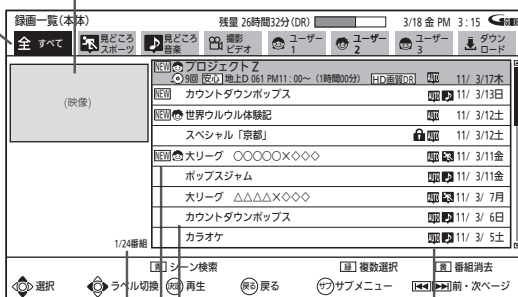 録画一覧(本体) 残量 26時間32分(DR) 3/18 金 PM 3：15
全 すべて 見どころ スポーツ 見どころ 音楽 撮影 ビデオ ユーザー 1 ユーザー 2 ユーザー 3 ダウン ロード
(映像)
NEW プロジェクトZ
9回 安心 地上D 061 PM11：00～（1時間00分） HD画質DR 11/ 3/17木
NEW カウントダウンポップス 11/ 3/13日
NEW 世界ウルウル体験記 11/ 3/12土
スペシャル「京都」 11/ 3/12土
NEW 大リーグ ○○○○○×◇◇◇ 11/ 3/11金
ポップスジャム 11/ 3/11金
大リーグ △△△△×◇◇◇ 11/ 3/ 7月
カウントダウンポップス 11/ 3/ 6日
カラオケ 11/ 3/ 5土
1/24番組
青 シーン検索 緑 複数選択 黄 番組消去
選択 ラベル切換 決定 再生 戻る 戻る サブ サブメニュー 前・次ページ